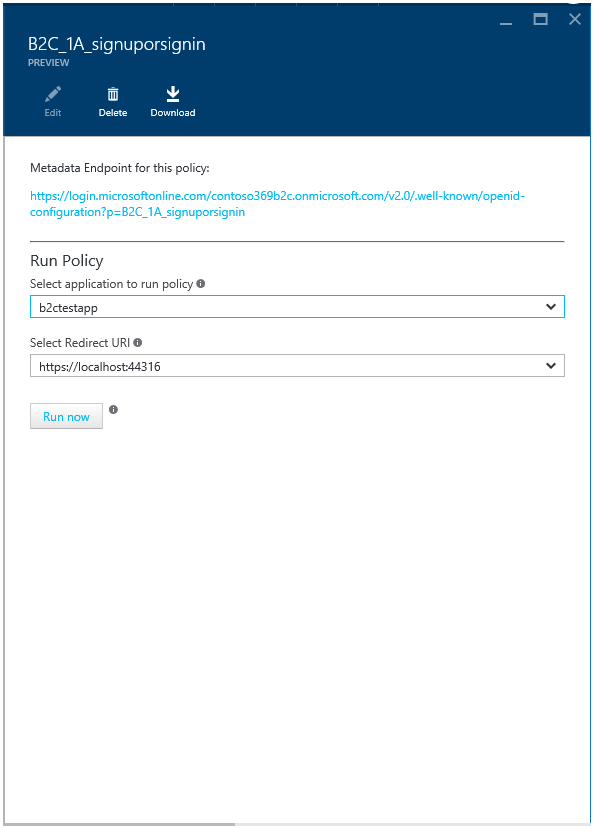 B2C_1A_signuporsignin
PREVIEW
Edit Delete Download
Metadata Endpoint for this policy:
https://login.microsoftonline.com/contoso369b2c.onmicrosoft.com/v2.0/.well-known/openid-
configuration?p=B2C_1A_signuporsignin
Run Policy
Select application to run policy
b2ctestapp
Select Redirect URI
https://localhost:44316
Run now